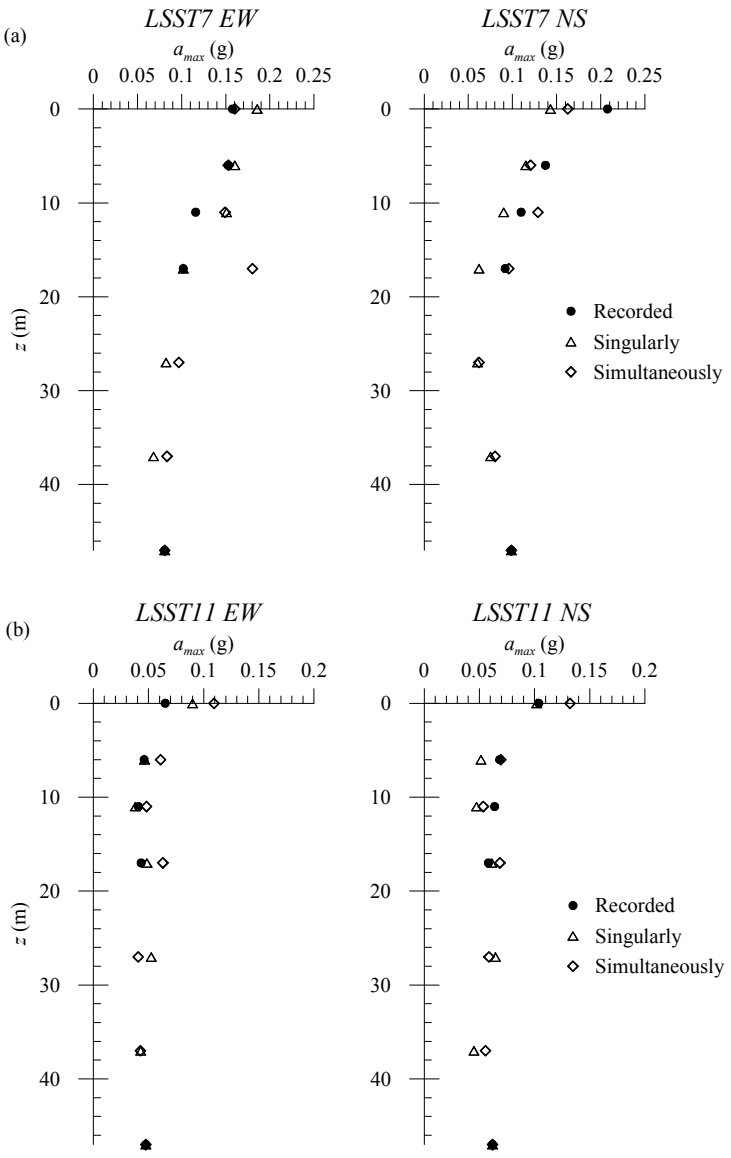 (a)
LSST7 EW
a_max (g)
0 0.05 0.1 0.15 0.2 0.25
0
10
20
30
40
z (m)
LSST7 NS
a_max (g)
0 0.05 0.1 0.15 0.2 0.25
0
10
20
30
40
Recorded
Singularly
Simultaneously
(b)
LSST11 EW
a_max (g)
0 0.05 0.1 0.15 0.2
0
10
20
30
40
z (m)
LSST11 NS
a_max (g)
0 0.05 0.1 0.15 0.2
0
10
20
30
40
Recorded
Singularly
Simultaneously